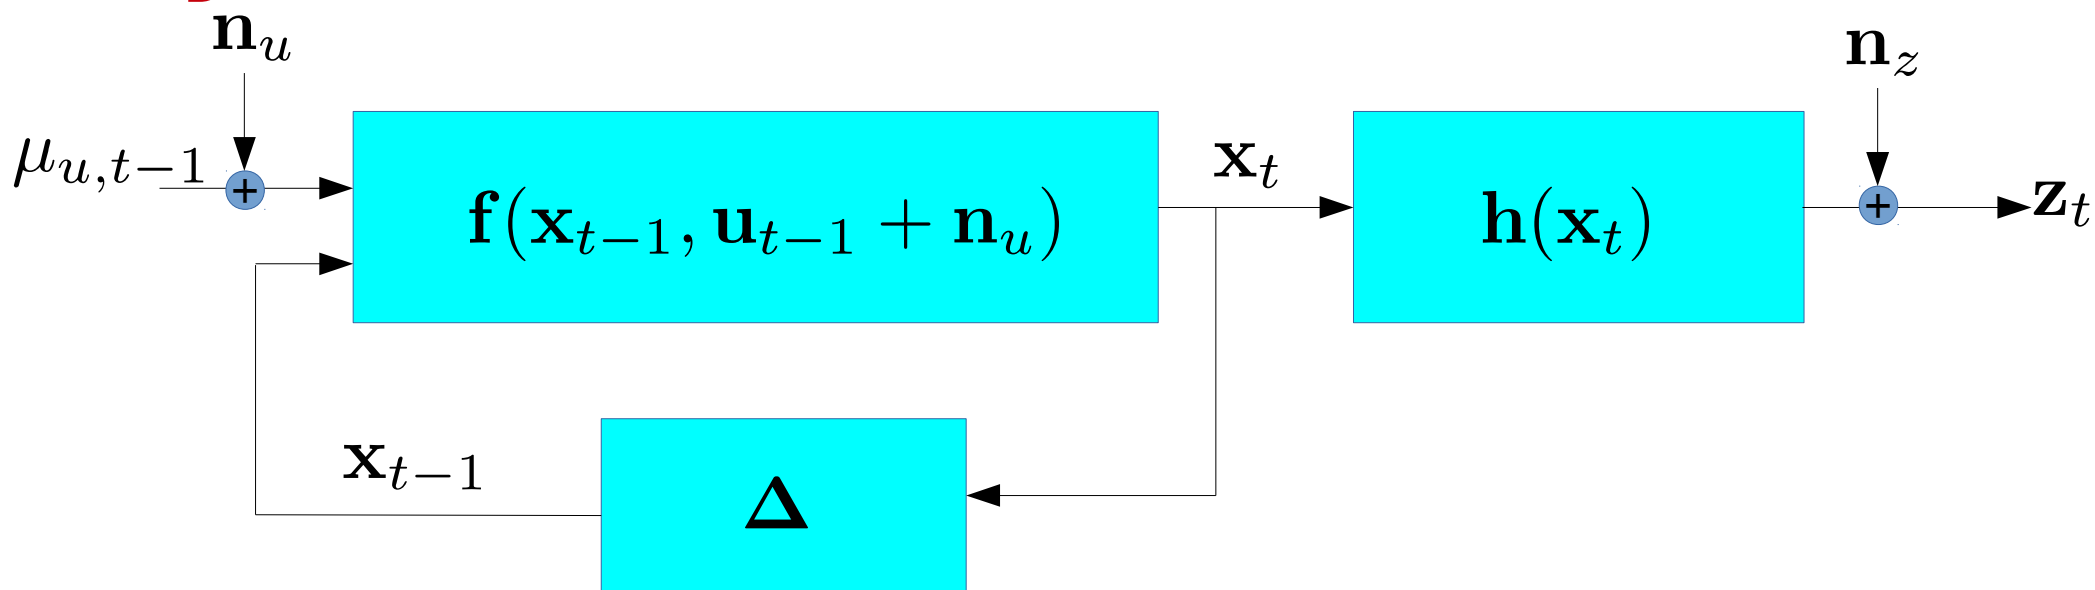 𝐧_u
𝐧_z
μ_{u,t−1}
+
𝐟(𝐱_{t−1}, 𝐮_{t−1} + 𝐧_u)
𝐱_t
𝐡(𝐱_t)
+
𝐳_t
𝐱_{t−1}
Δ